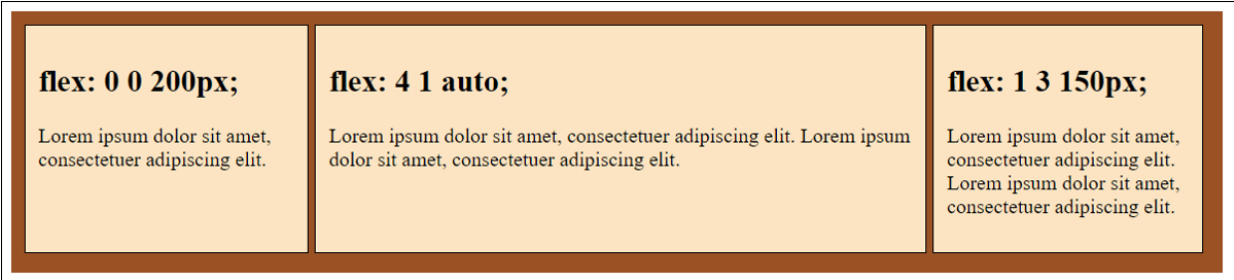 flex: 0 0 200px;
Lorem ipsum dolor sit amet,
consectetuer adipiscing elit.
flex: 4 1 auto;
Lorem ipsum dolor sit amet, consectetuer adipiscing elit. Lorem ipsum
dolor sit amet, consectetuer adipiscing elit.
flex: 1 3 150px;
Lorem ipsum dolor sit amet,
consectetuer adipiscing elit.
Lorem ipsum dolor sit amet,
consectetuer adipiscing elit.